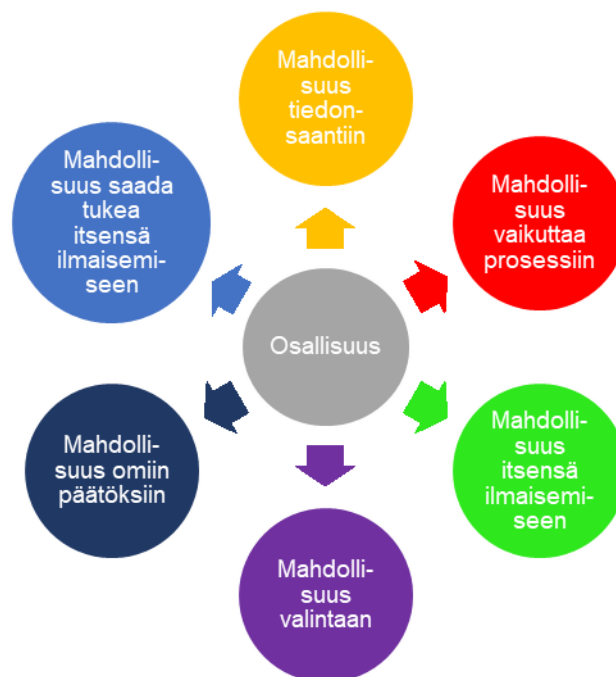 Mahdolli-
suus
tiedon-
saantiin
Mahdolli-
suus
vaikuttaa
prosessiin
Mahdolli-
suus
itsensä
ilmaisemi-
seen
Mahdolli-
suus
valintaan
Mahdolli-
suus omiin
päätöksiin
Mahdolli-
suus saada
tukea
itsensä
ilmaisemi-
seen
Osallisuus